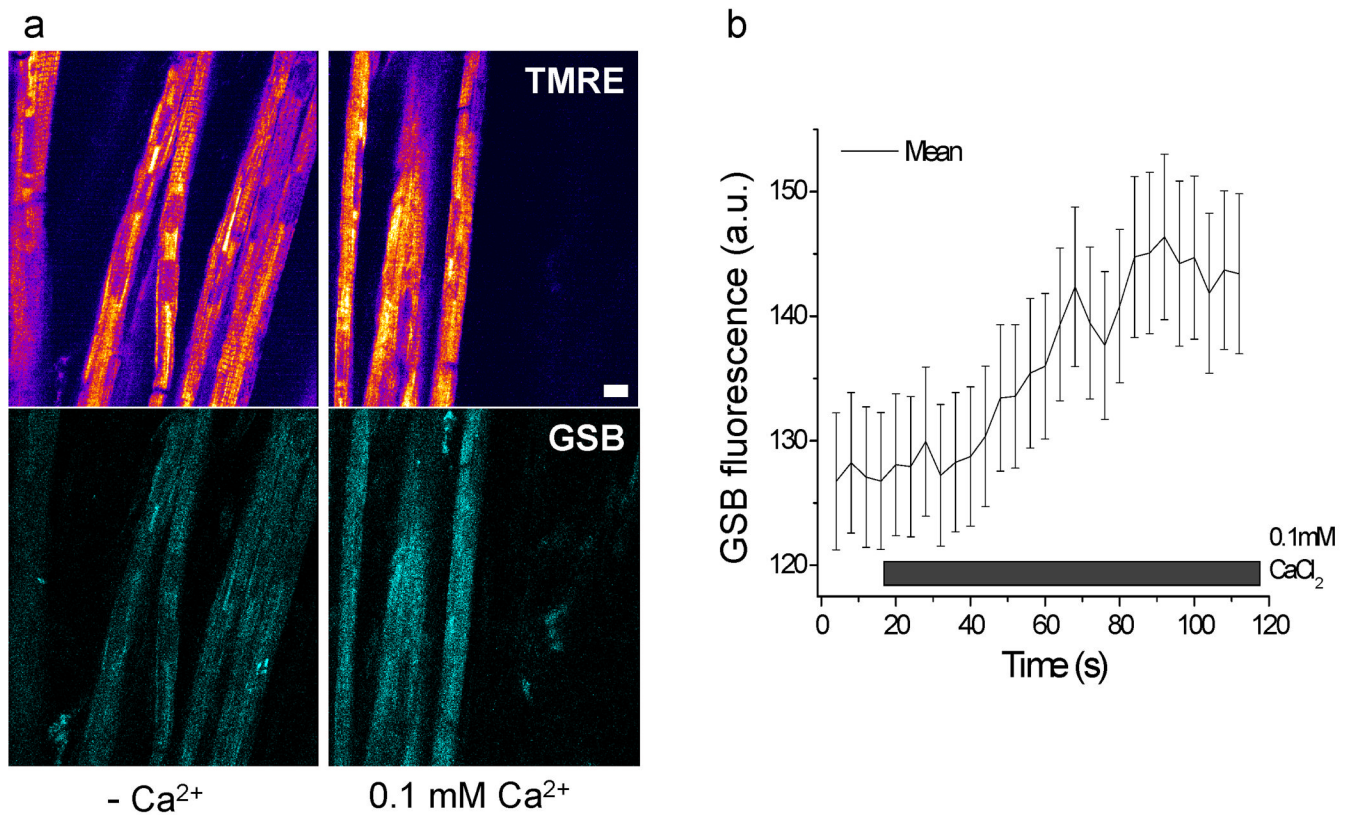 a
TMRE
GSB
- Ca²⁺
0.1 mM Ca²⁺
b
Mean
GSB fluorescence (a.u.)
150
140
130
120
0.1mM
CaCl₂
0 20 40 60 80 100 120
Time (s)